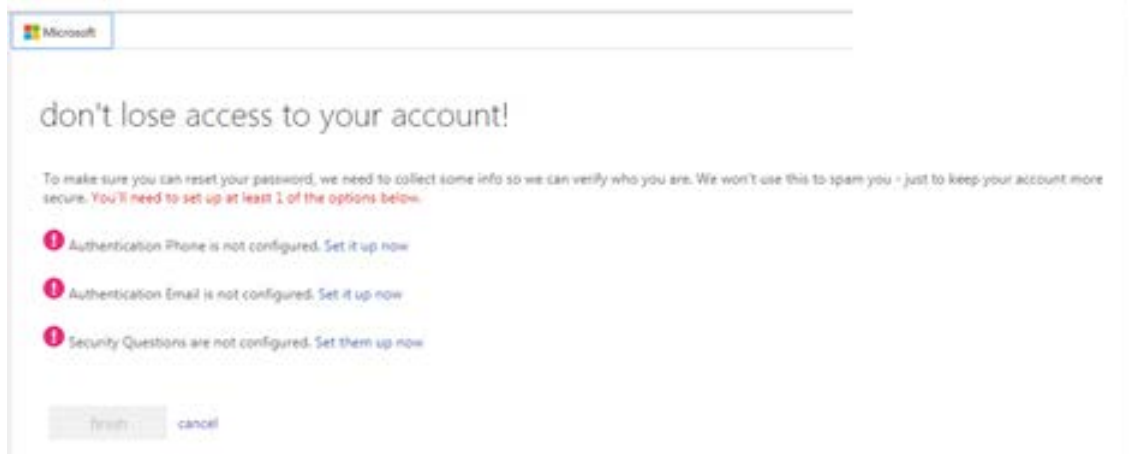 Microsoft
don't lose access to your account!
To make sure you can reset your password, we need to collect some info so we can verify who you are. We won't use this to spam you - just to keep your account more
secure. You'll need to set up at least 1 of the options below.
Authentication Phone is not configured. Set it up now
Authentication Email is not configured. Set it up now
Security Questions are not configured. Set them up now
finish cancel